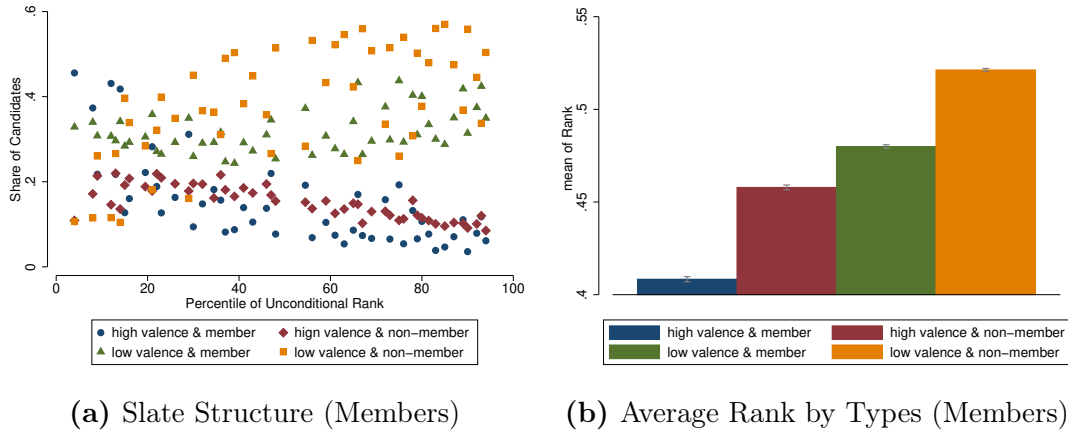 .6
.4
.2
0
Share of Candidates
0 20 40 60 80 100
Percentile of Unconditional Rank
high valence & member
hign valence & non−member
low valence & member
low valence & non−member
.55
.55
.45
.4
mean of Rank
high valence & member
high valence & non−member
low valence & member
low valence & non−member
(a) Slate Structure (Members)
(b) Average Rank by Types (Members)